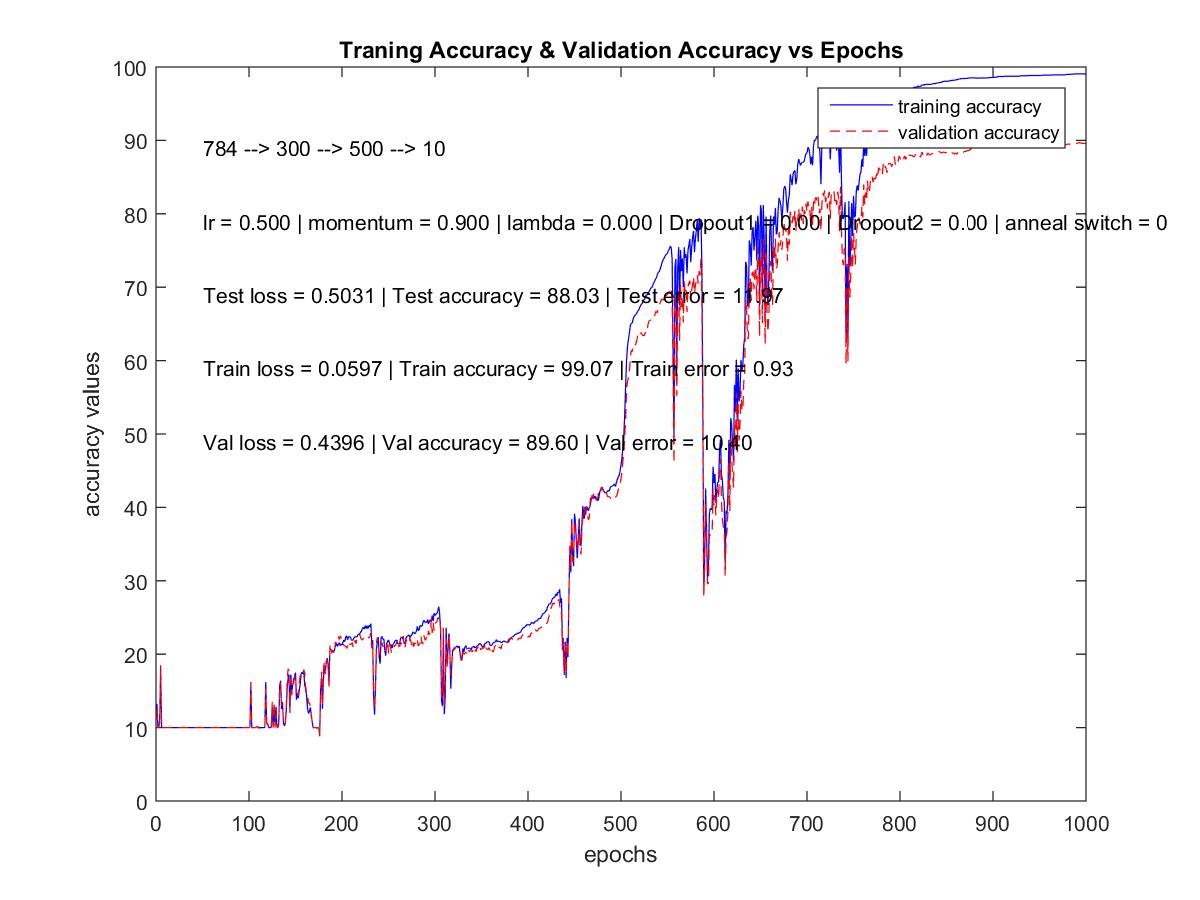 Traning Accuracy & Validation Accuracy vs Epochs
100
90
80
70
60
50
40
30
20
10
0
accuracy values
training accuracy
validation accuracy
784 --> 300 --> 500 --> 10
lr = 0.500 | momentum = 0.900 | lambda = 0.000 | Dropout1 = 0.00 | Dropout2 = 0.00 | anneal switch = 0
Test loss = 0.5031 | Test accuracy = 88.03 | Test error = 11.97
Train loss = 0.0597 | Train accuracy = 99.07 | Train error = 0.93
Val loss = 0.4396 | Val accuracy = 89.60 | Val error = 10.40
0 100 200 300 400 500 600 700 800 900 1000
epochs